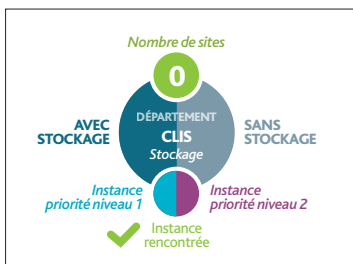 Nombre de sites
0
DÉPARTEMENT
AVEC
STOCKAGE
CLIS
SANS
STOCKAGE
Stockage
Instance
priorité niveau 1
Instance
priorité niveau 2
Instance
rencontrée